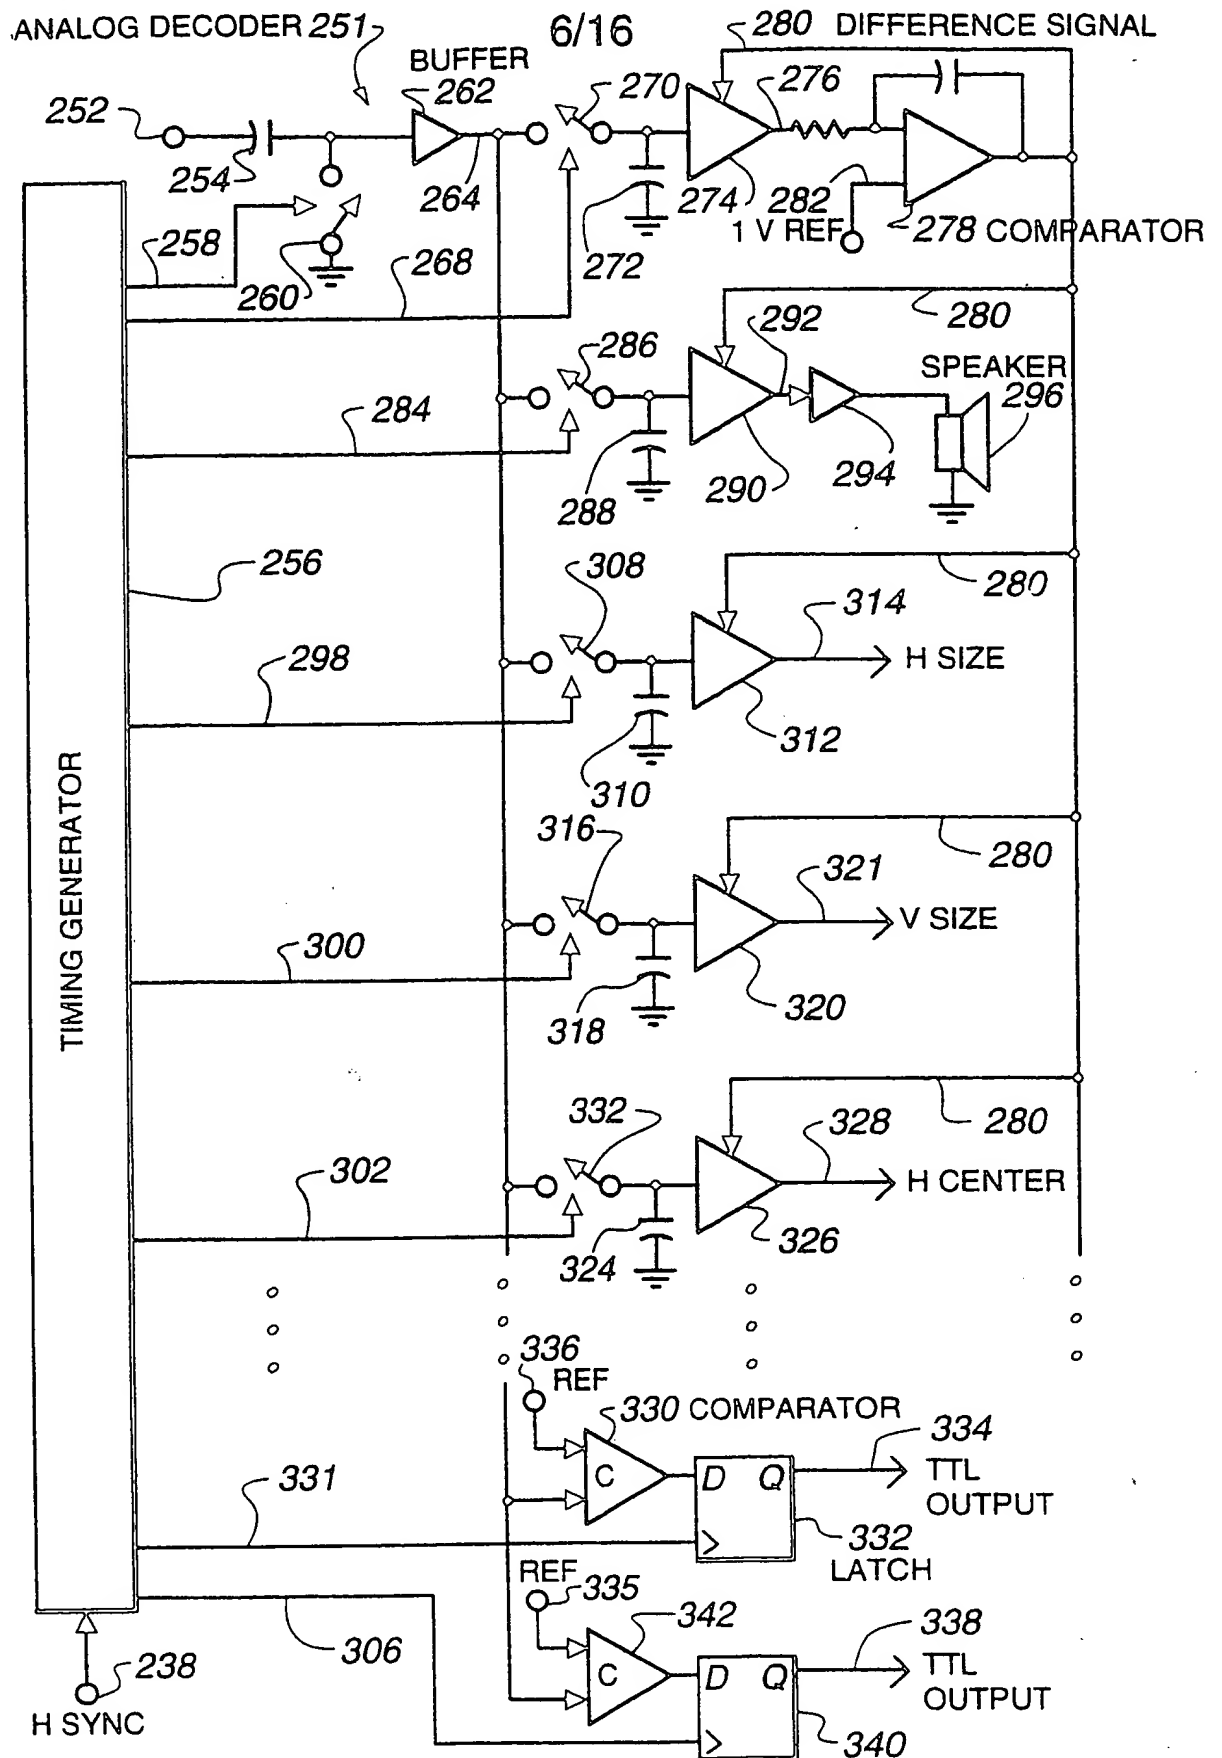 ANALOG DECODER 251
6/16
280 DIFFERENCE SIGNAL
BUFFER
262
270
276
252
254
264
274
282
1 V REF
278 COMPARATOR
258
260
268
272
280
286
292
SPEAKER
296
284
288
290
294
256
308
280
314
H SIZE
298
310
312
TIMING GENERATOR
316
280
321
V SIZE
300
318
320
332
280
328
H CENTER
302
324
326
336
REF
330 COMPARATOR
334
C
D Q
TTL
OUTPUT
331
332
LATCH
REF
335
342
338
306
C
D Q
TTL
OUTPUT
238
H SYNC
340